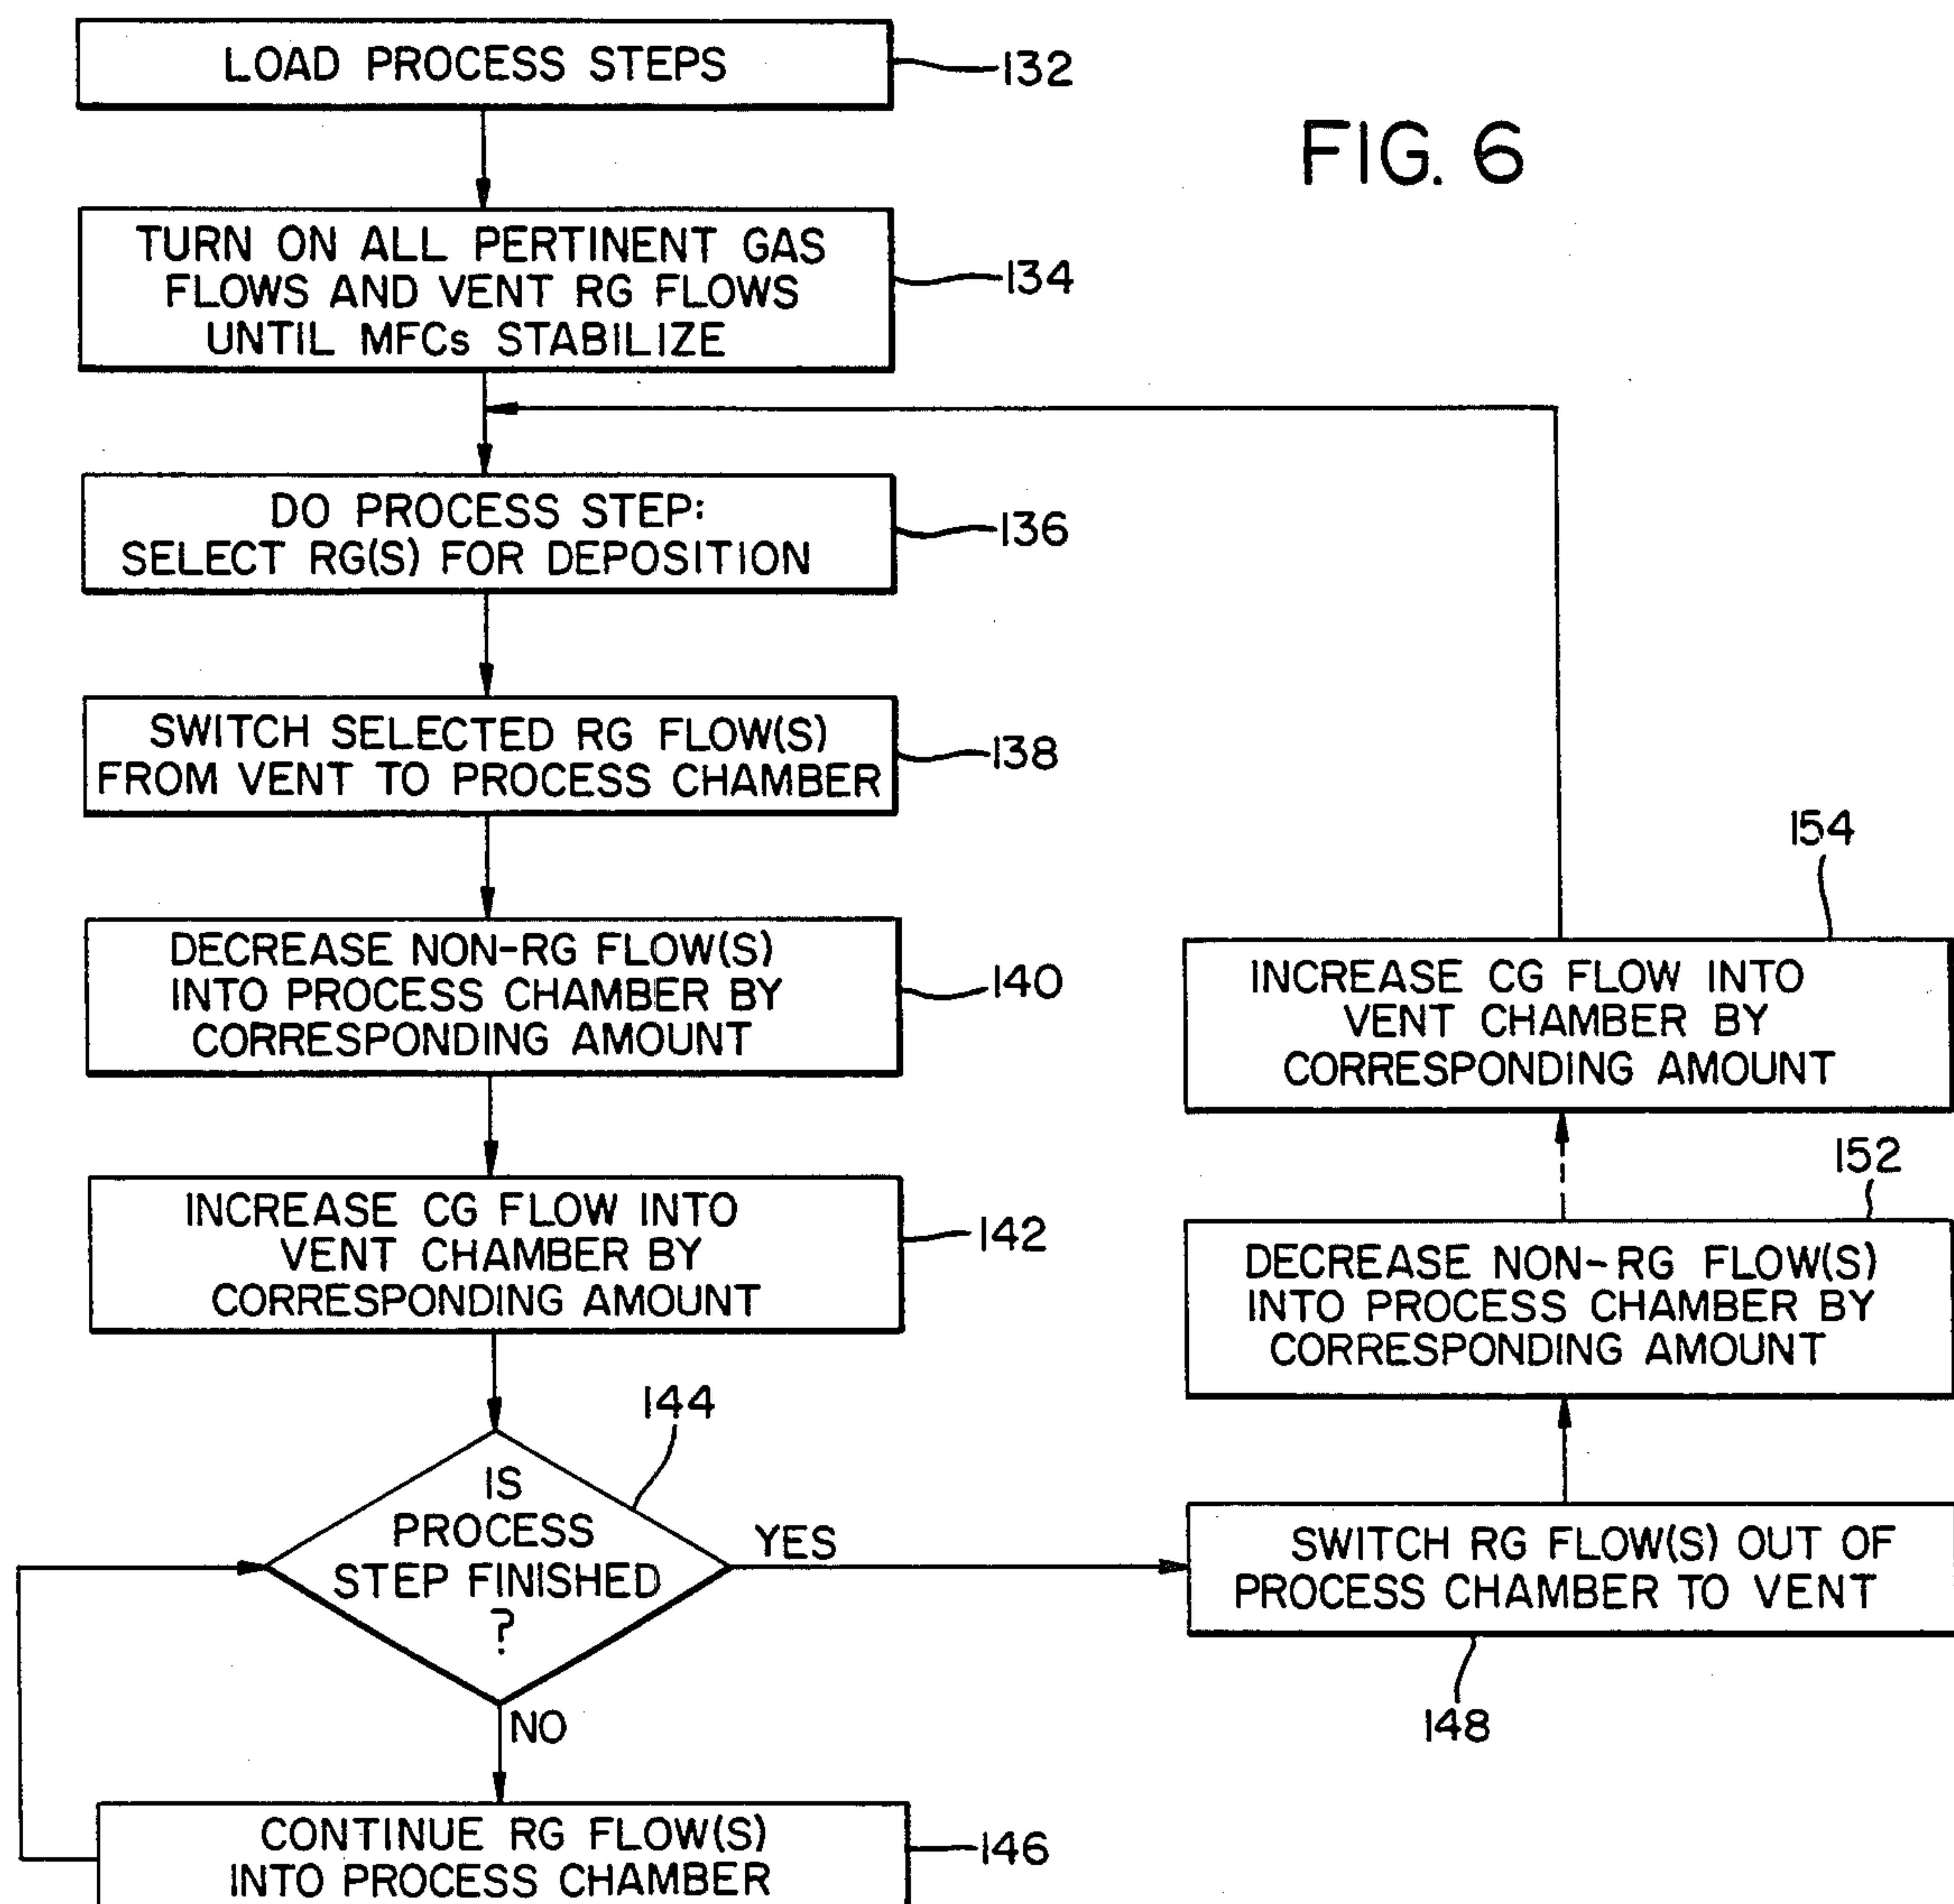 LOAD PROCESS STEPS
132
FIG. 6
TURN ON ALL PERTINENT GAS
FLOWS AND VENT RG FLOWS
UNTIL MFCs STABILIZE
134
DO PROCESS STEP:
SELECT RG(S) FOR DEPOSITION
136
SWITCH SELECTED RG FLOW(S)
FROM VENT TO PROCESS CHAMBER
138
DECREASE NON-RG FLOW(S)
INTO PROCESS CHAMBER BY
CORRESPONDING AMOUNT
140
INCREASE CG FLOW INTO
VENT CHAMBER BY
CORRESPONDING AMOUNT
142
IS
PROCESS
STEP FINISHED
?
144
YES
NO
CONTINUE RG FLOW(S)
INTO PROCESS CHAMBER
146
154
INCREASE CG FLOW INTO
VENT CHAMBER BY
CORRESPONDING AMOUNT
152
DECREASE NON-RG FLOW(S)
INTO PROCESS CHAMBER BY
CORRESPONDING AMOUNT
SWITCH RG FLOW(S) OUT OF
PROCESS CHAMBER TO VENT
148